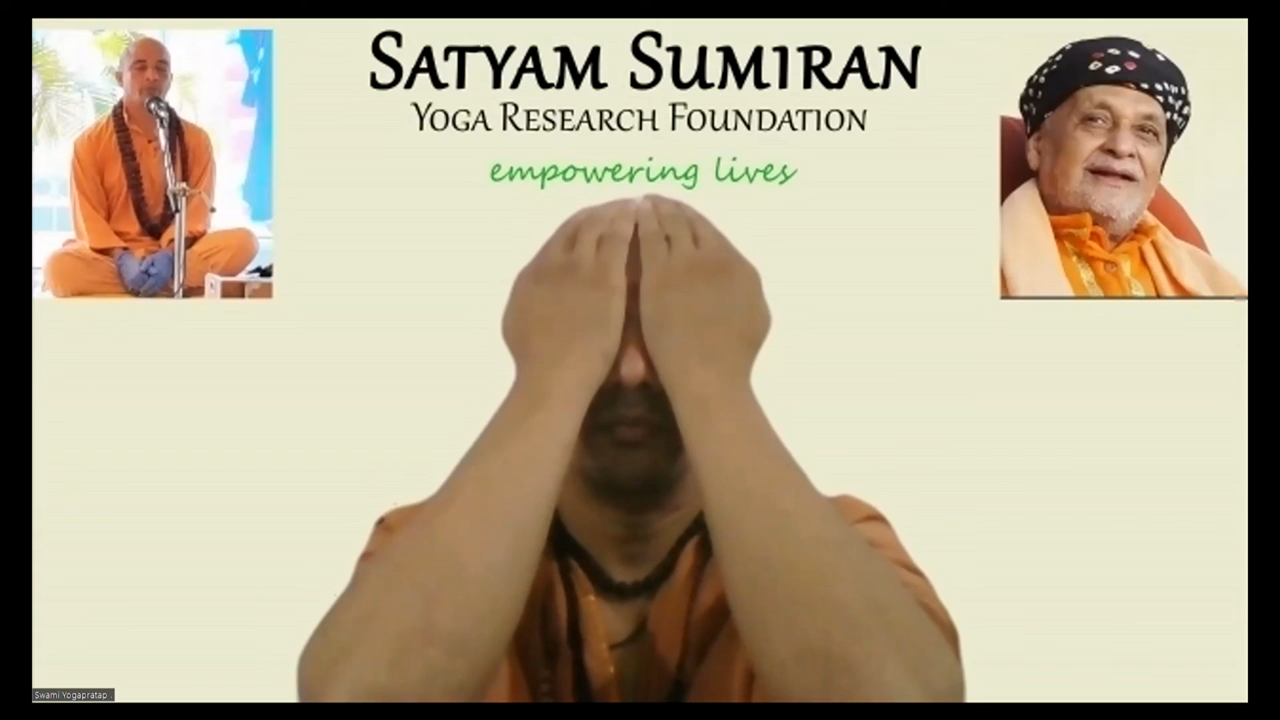 SATYAM SUMIRAN
YOGA RESEARCH FOUNDATION
empowering lives
Swami Yogapratap .